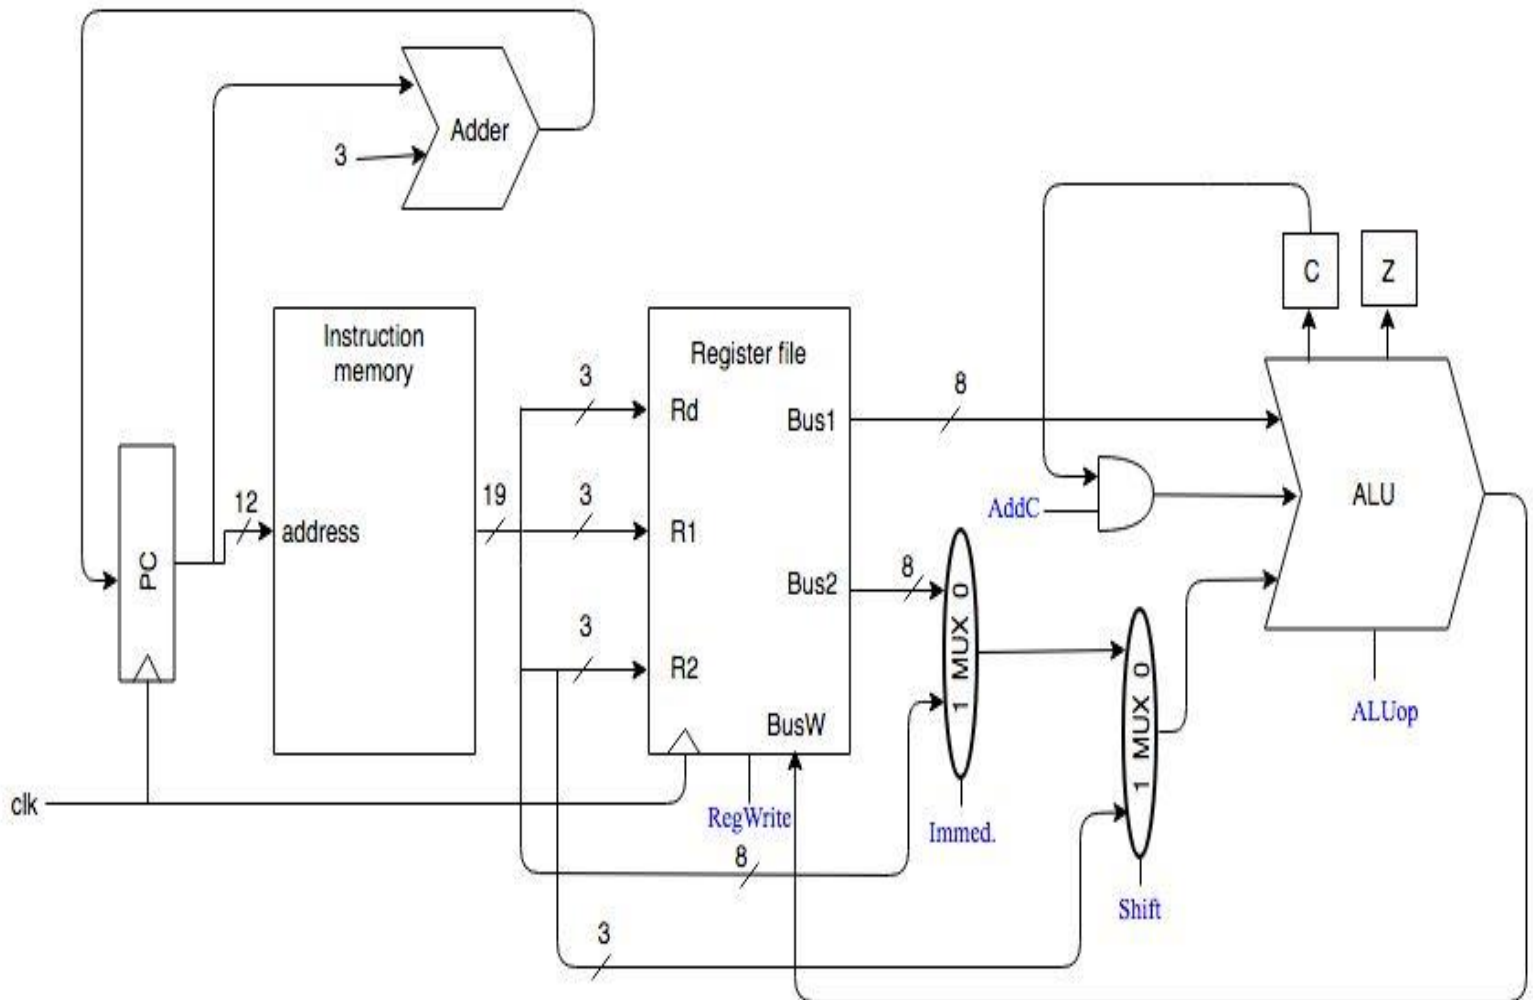 Adder
3
C
Z
Instruction
memory
Register file
3
8
Rd
Bus1
12
19
3
ALU
AddC
address
R1
PC
8
Bus2
1 MUX 0
3
R2
1 MUX 0
ALUop
BusW
clk
RegWrite
Immed.
8
Shift
3